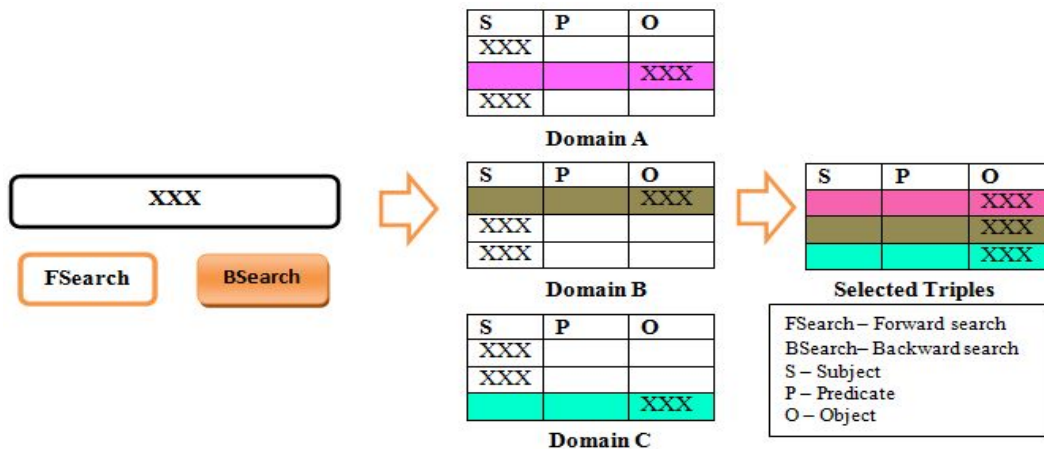 XXX
FSearch
BSearch
S P O
XXX
XXX
XXX
Domain A
S P O
XXX
XXX
XXX
Domain B
S P O
XXX
XXX
XXX
Domain C
S P O
XXX
XXX
XXX
Selected Triples
FSearch – Forward search
BSearch – Backward search
S – Subject
P – Predicate
O – Object